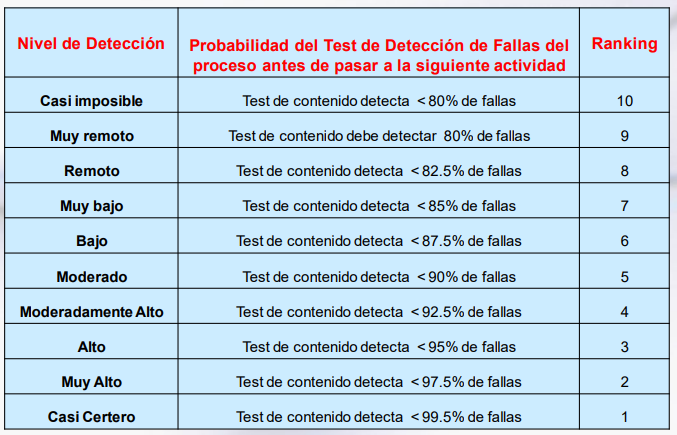 Nivel de Detección
Probabilidad del Test de Detección de Fallas del
proceso antes de pasar a la siguiente actividad
Ranking
Casi imposible Test de contenido detecta < 80% de fallas 10
Muy remoto Test de contenido debe detectar 80% de fallas 9
Remoto Test de contenido detecta < 82.5% de fallas 8
Muy bajo Test de contenido detecta < 85% de fallas 7
Bajo Test de contenido detecta < 87.5% de fallas 6
Moderado Test de contenido detecta < 90% de fallas 5
Moderadamente Alto Test de contenido detecta < 92.5% de fallas 4
Alto Test de contenido detecta < 95% de fallas 3
Muy Alto Test de contenido detecta < 97.5% de fallas 2
Casi Certero Test de contenido detecta < 99.5% de fallas 1